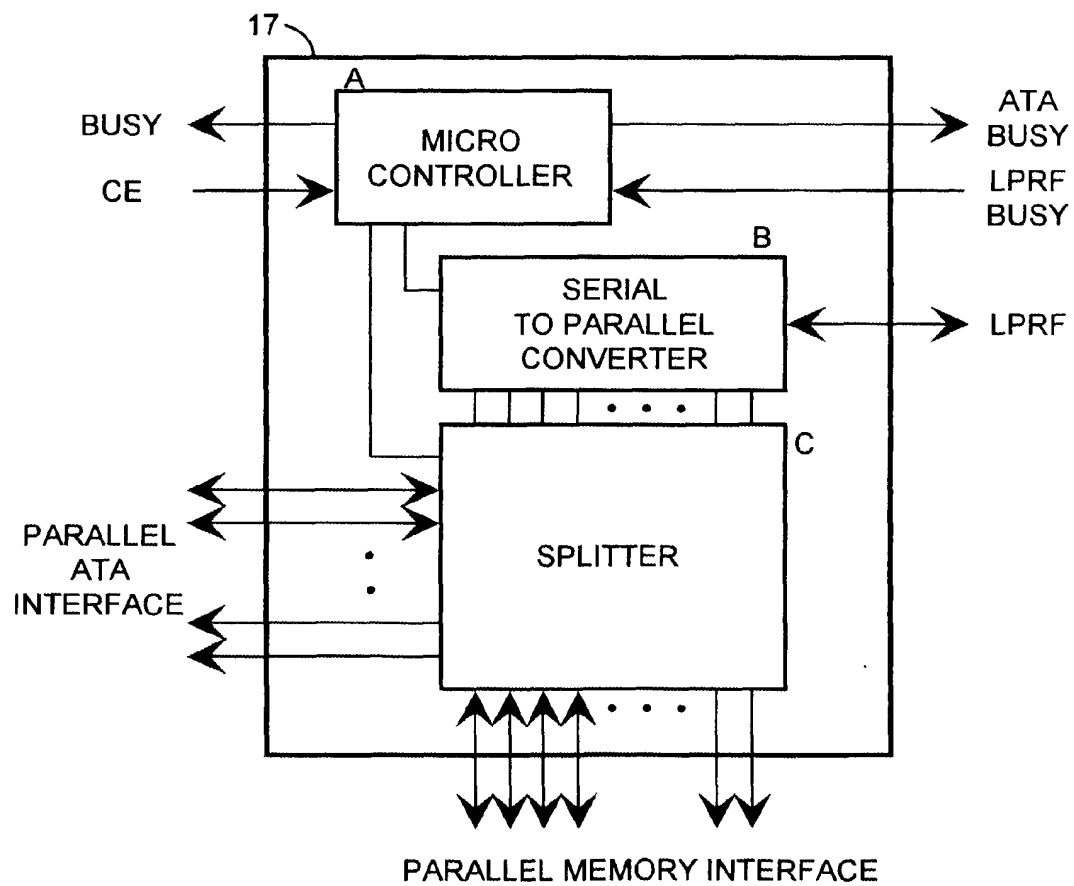 17
A
BUSY
CE
MICRO
CONTROLLER
ATA
BUSY
LPRF
BUSY
B
SERIAL
TO PARALLEL
CONVERTER
LPRF
C
SPLITTER
PARALLEL
ATA
INTERFACE
PARALLEL MEMORY INTERFACE